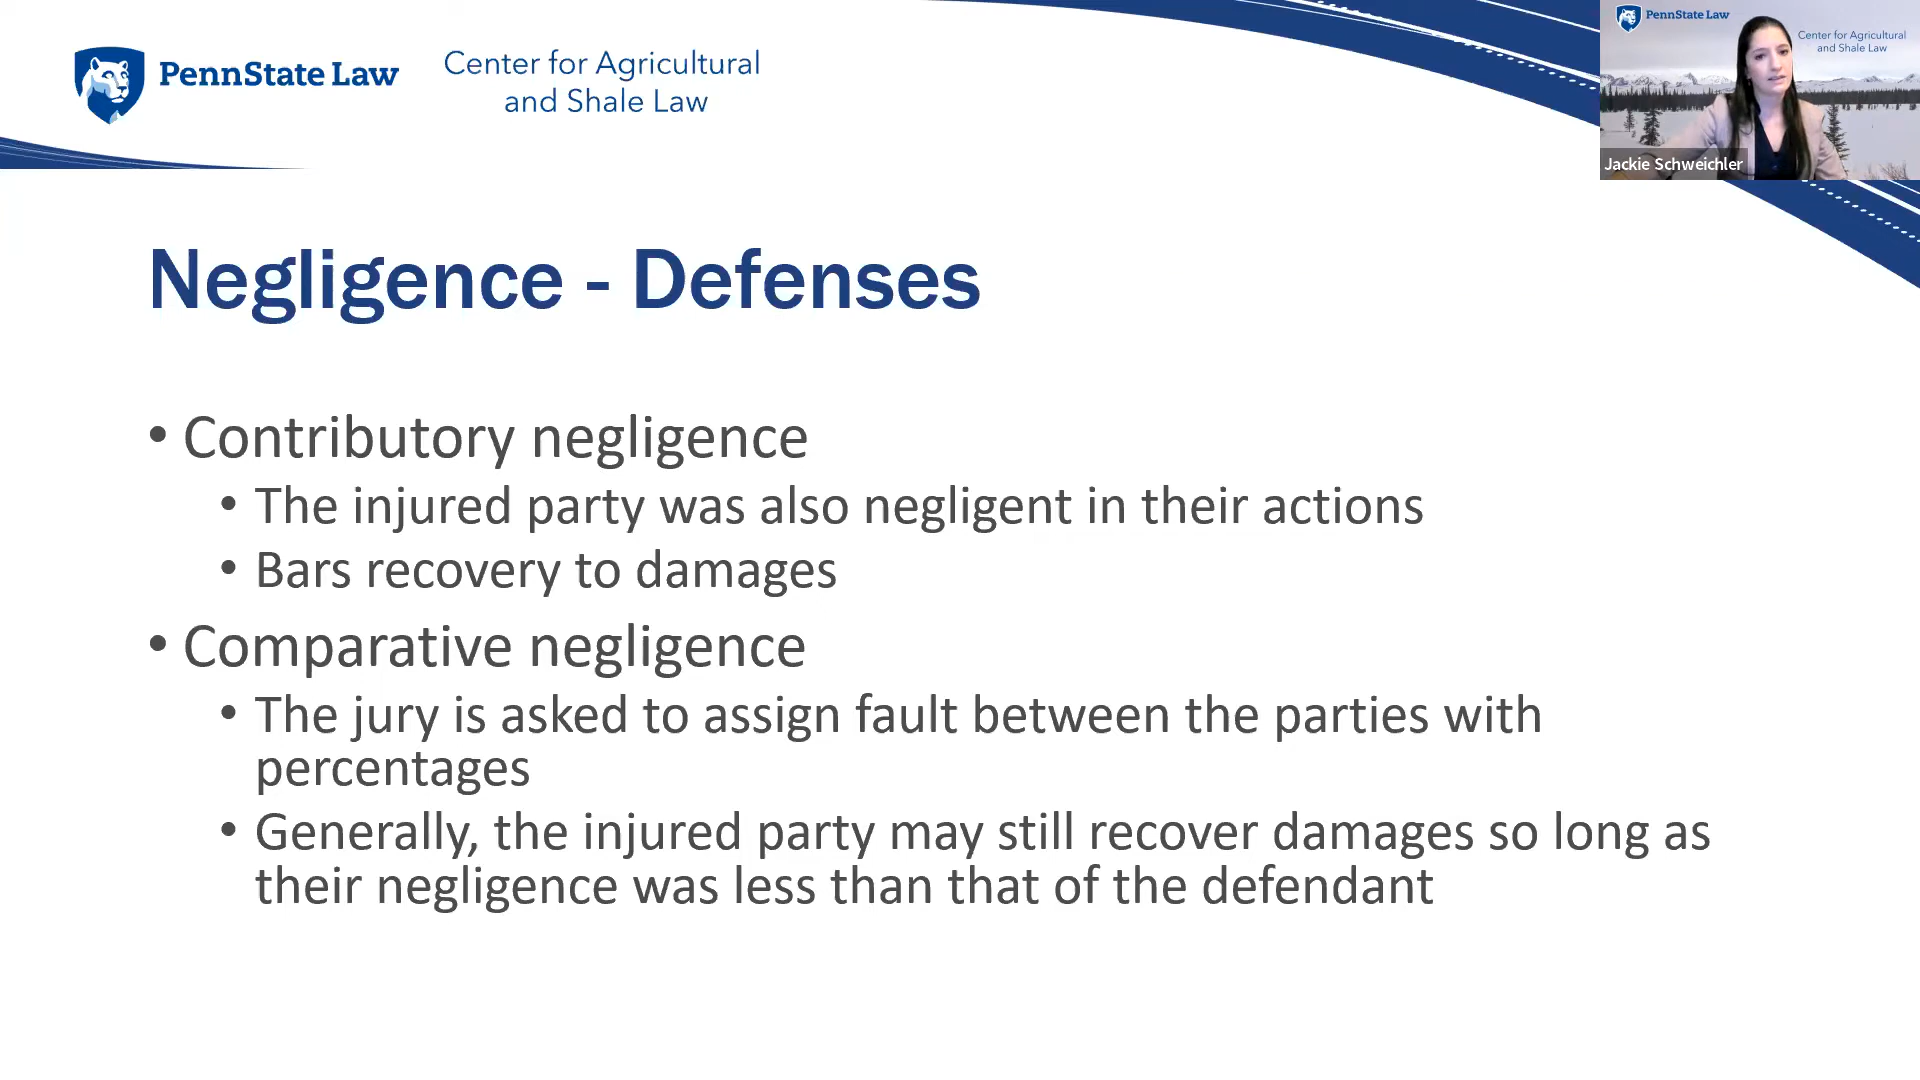 PennState Law
Center for Agricultural
and Shale Law
PennState Law
Center for Agricultural
and Shale Law
Jackie Schweichler
Negligence - Defenses
• Contributory negligence
• The injured party was also negligent in their actions
• Bars recovery to damages
• Comparative negligence
• The jury is asked to assign fault between the parties with
percentages
• Generally, the injured party may still recover damages so long as
their negligence was less than that of the defendant